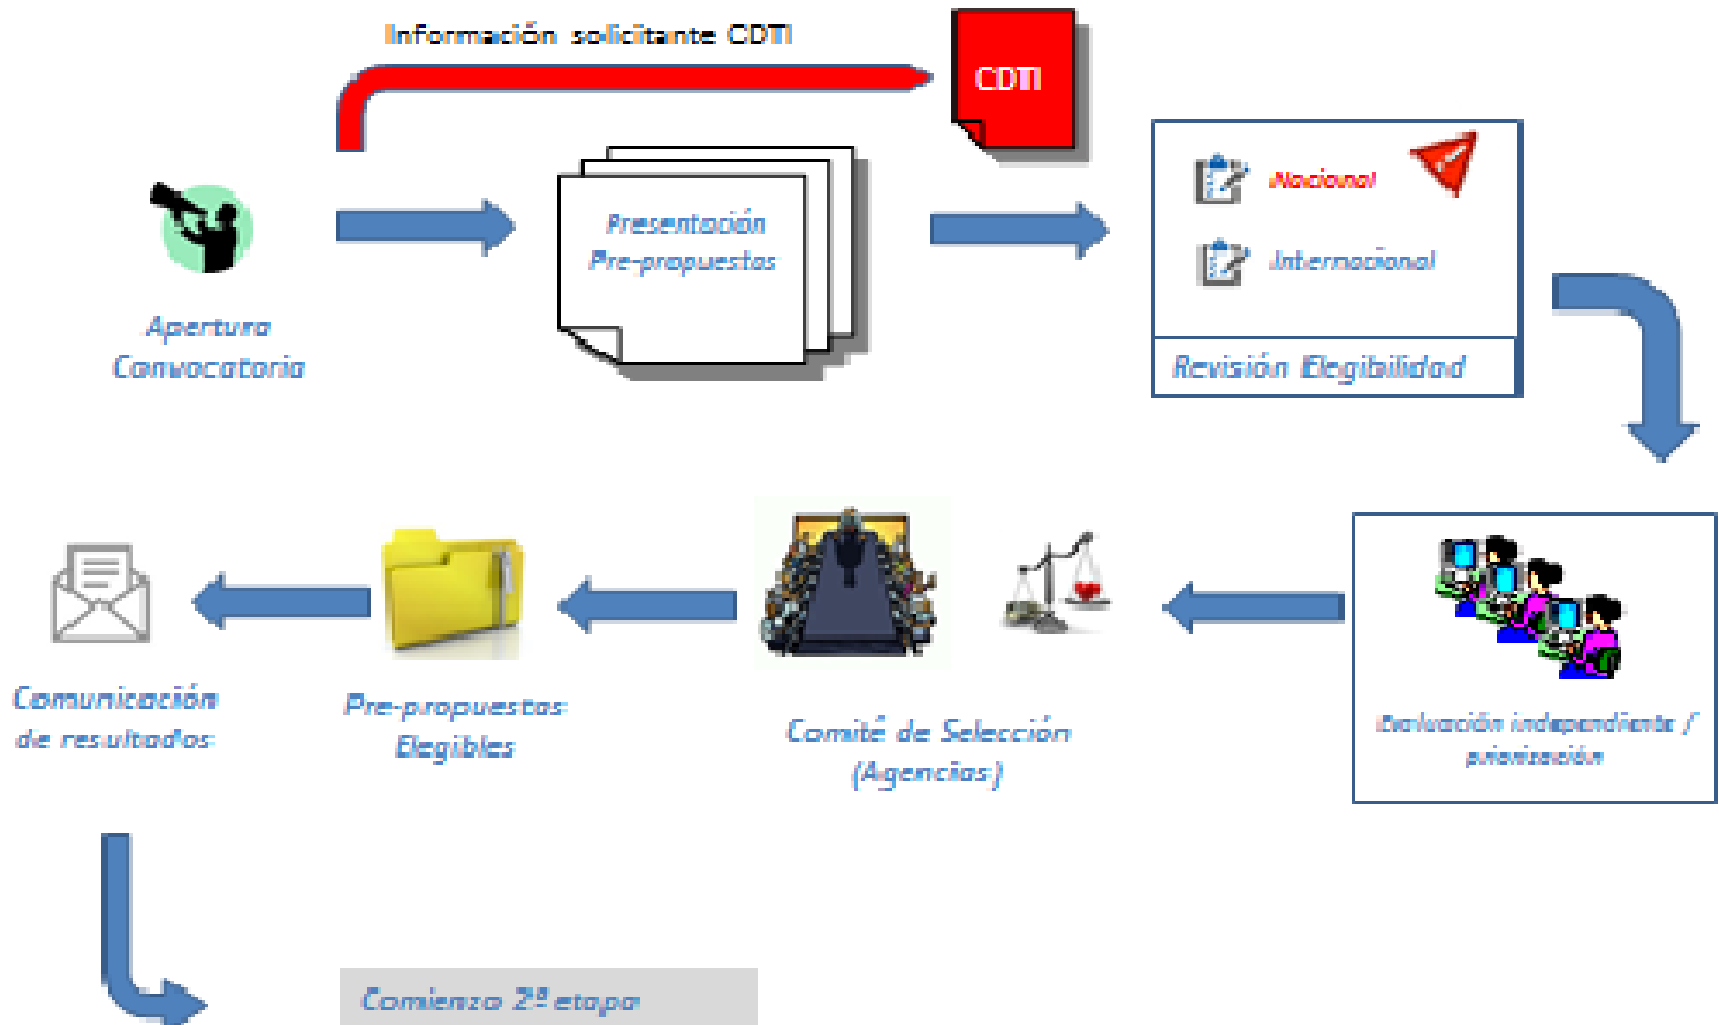 Información solicitante CDTI
CDTI
Presentación
Pre-propuestas
Nacional
Internacional
Revisión Elegibilidad
Apertura
Convocatoria
Evaluación independiente /
priorización
Comité de Selección
(Agencias)
Pre-propuestas
Elegibles
Comunicación
de resultados
Comienzo 2ª etapa